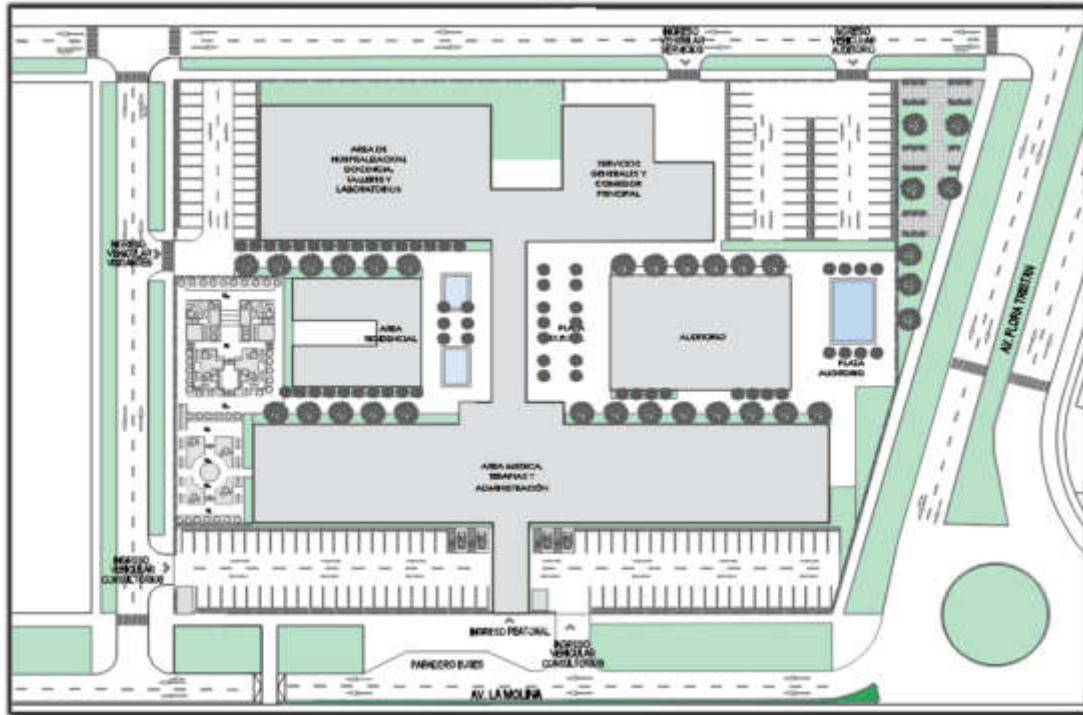 INGRESO
VEHICULAR
SERVICIOS
INGRESO
VEHICULAR
AUDITORIO
AREA DE
HOSPITALIZACION,
DOCENCIA,
TALLERES Y
LABORATORIOS
SERVICIOS
GENERALES Y
COMEDOR
PRINCIPAL
INGRESO
VEHICULAR
VISITANTES
AREA
RESIDENCIAL
PLAZA
AUDITORIO
PLAZA
AUDITORIO
AV. FLORA TRISTAN
AREA MEDICA,
TERAPIAS Y
ADMINISTRACIÓN
INGRESO
VEHICULAR
CONSULTORIOS
INGRESO PEATONAL
INGRESO
VEHICULAR
CONSULTORIOS
PARADERO BUSES
AV. LA MOLINA